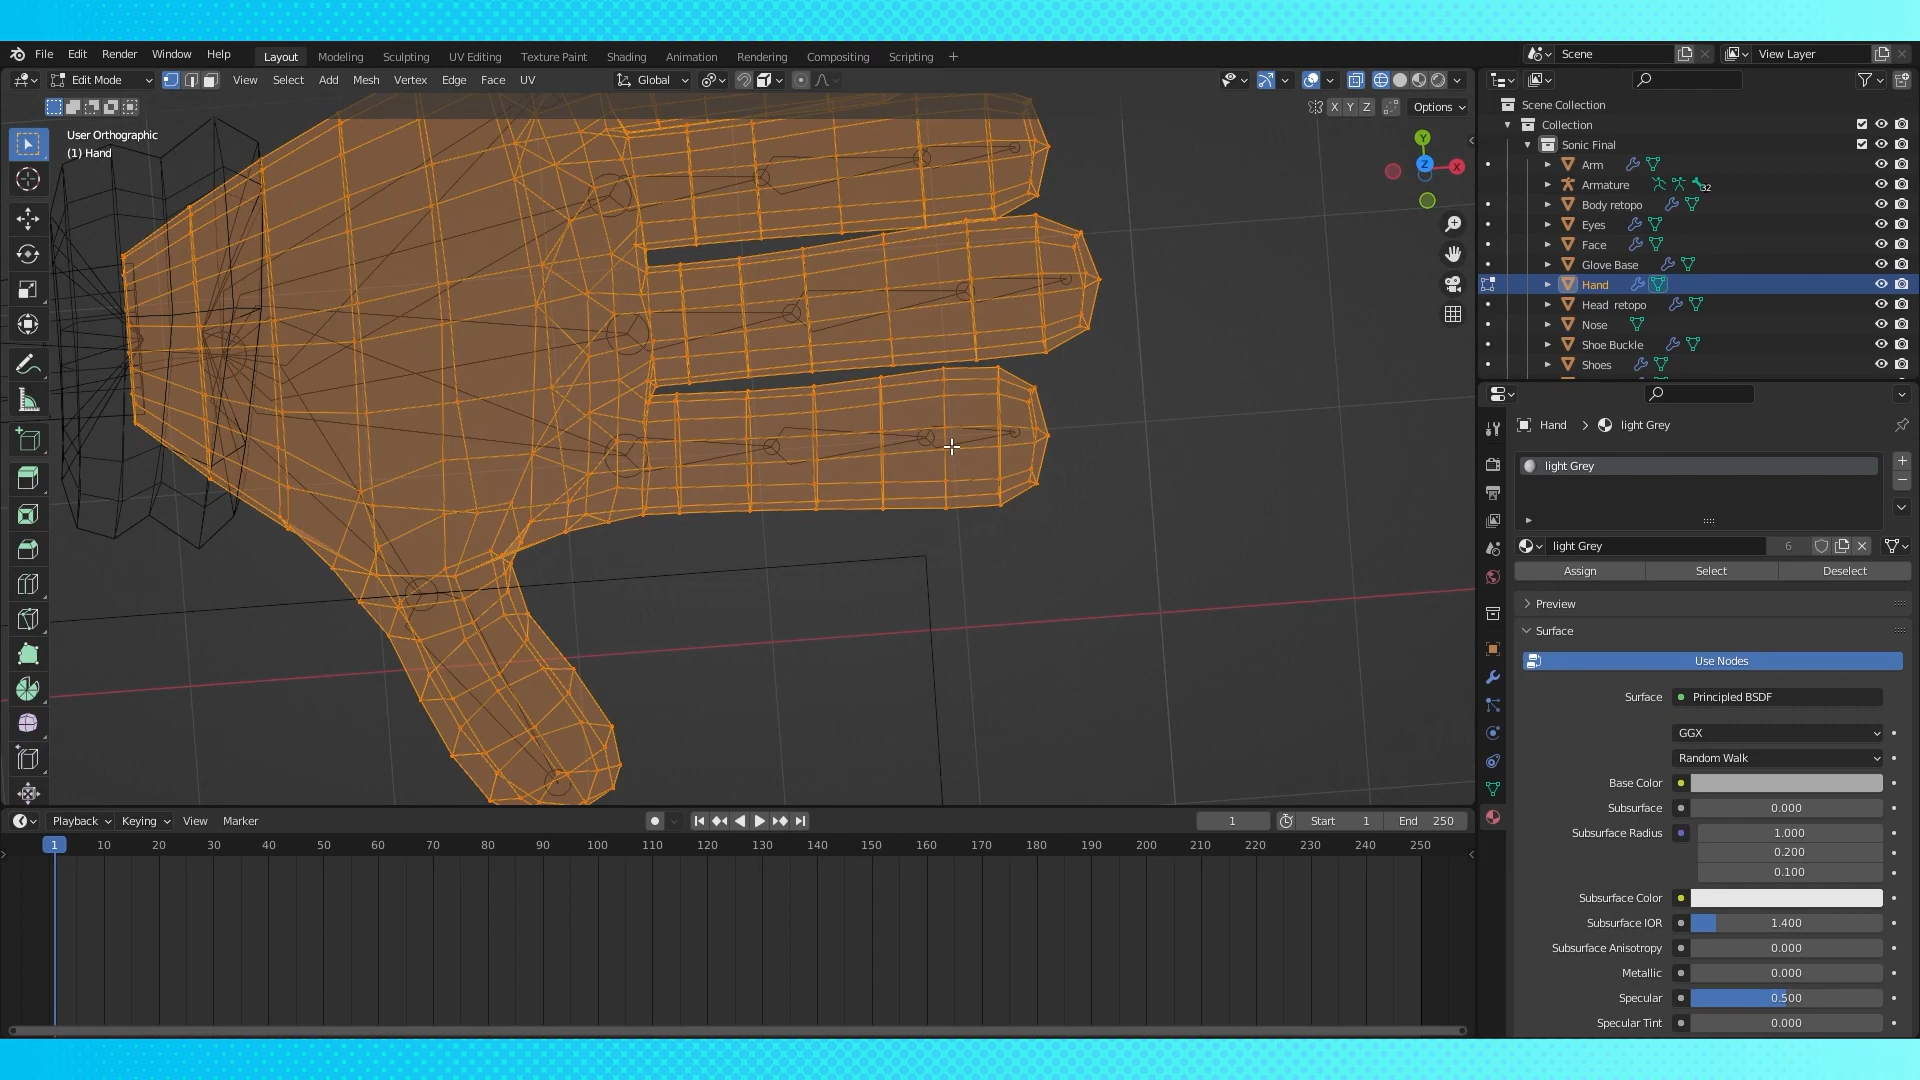 File Edit Render Window Help Layout Modeling Sculpting UV Editing Texture Paint Shading Animation Rendering Compositing Scripting + Scene View Layer
Edit Mode View Select Add Mesh Vertex Edge Face UV Global
X Y Z Options
User Orthographic
(1) Hand
Y
Z
X
Scene Collection
Collection
Sonic Final
Arm
Armature 32
Body retopo
Eyes
Face
Glove Base
Hand
Head retopo
Nose
Shoe Buckle
Shoes
Hand > light Grey
light Grey
light Grey 6
Assign Select Deselect
Preview
Surface
Use Nodes
Surface Principled BSDF
GGX
Random Walk
Base Color
Subsurface 0.000
Subsurface Radius 1.000
0.200
0.100
Subsurface Color
Subsurface IOR 1.400
Subsurface Anisotropy 0.000
Metallic 0.000
Specular 0.500
Specular Tint 0.000
Playback Keying View Marker 1 Start 1 End 250
1 10 20 30 40 50 60 70 80 90 100 110 120 130 140 150 160 170 180 190 200 210 220 230 240 250